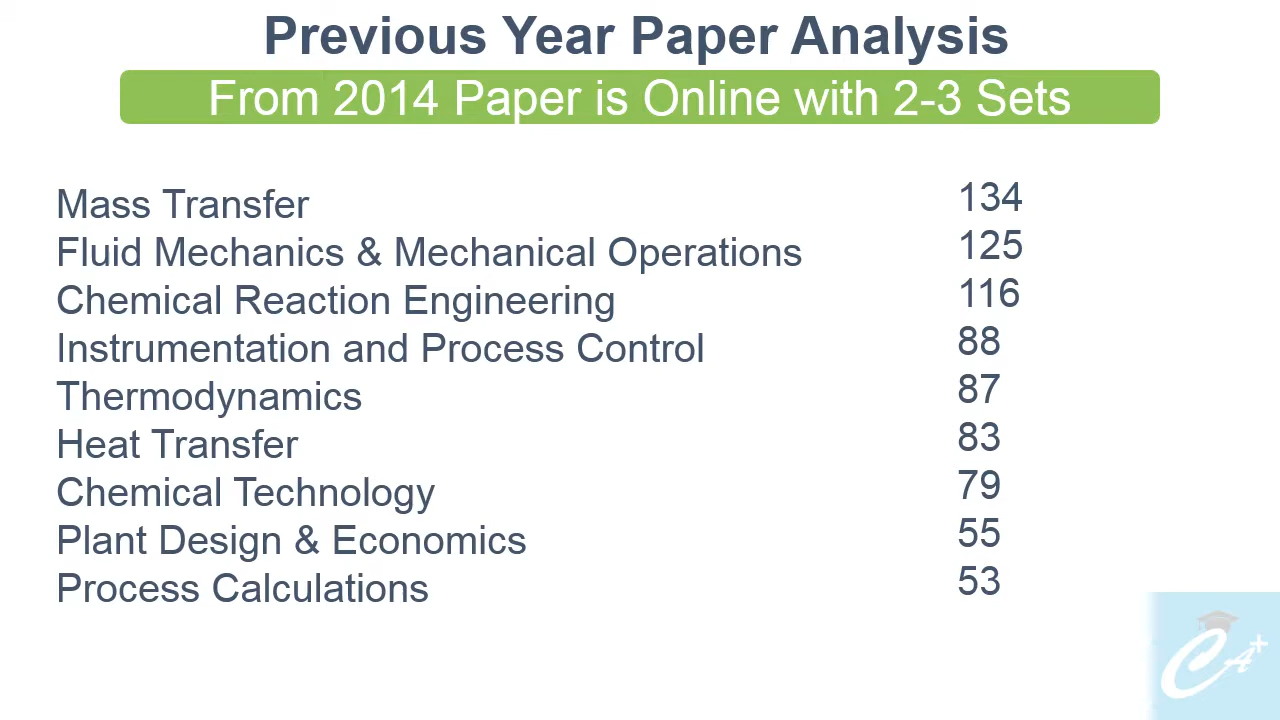 Previous Year Paper Analysis
From 2014 Paper is Online with 2-3 Sets
Mass Transfer 134
Fluid Mechanics & Mechanical Operations 125
Chemical Reaction Engineering 116
Instrumentation and Process Control 88
Thermodynamics 87
Heat Transfer 83
Chemical Technology 79
Plant Design & Economics 55
Process Calculations 53
CA+